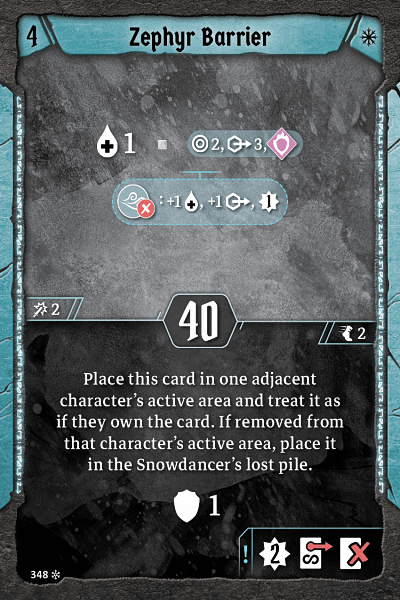 4 Zephyr Barrier
1 2, 3,
: +1 , +1 , 1
2
40
2
Place this card in one adjacent
character's active area and treat it as
if they own the card. If removed from
that character's active area, place it
in the Snowdancer's lost pile.
1
! 2
348